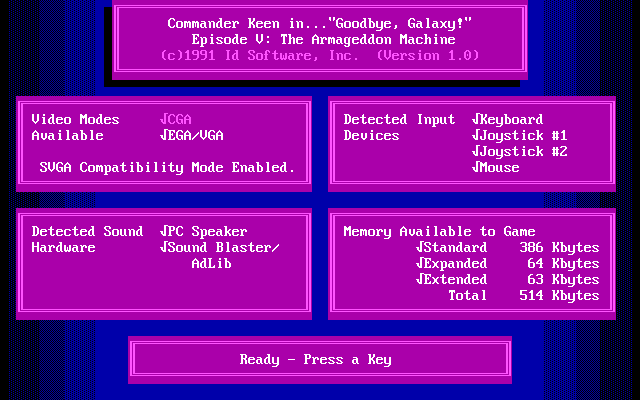 Commander Keen in..."Goodbye, Galaxy!"
Episode V: The Armageddon Machine
(c)1991 Id Software, Inc. (Version 1.0)
Video Modes √CGA
Available √EGA/VGA
SVGA Compatibility Mode Enabled.
Detected Input √Keyboard
Devices √Joystick #1
√Joystick #2
√Mouse
Detected Sound √PC Speaker
Hardware √Sound Blaster/
AdLib
Memory Available to Game
√Standard 386 Kbytes
√Expanded 64 Kbytes
√Extended 63 Kbytes
Total 514 Kbytes
Ready - Press a Key